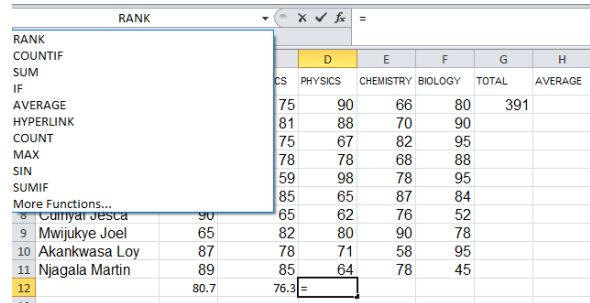 RANK fx =
RANK
COUNTIF
SUM
IF
AVERAGE
HYPERLINK
COUNT
MAX
SIN
SUMIF
More Functions...
D E F G H
CS PHYSICS CHEMISTRY BIOLOGY TOTAL AVERAGE
75 90 66 80 391
81 88 70 90
75 67 82 95
78 78 68 88
59 98 78 95
85 65 87 84
8 Cuinyai Jesca 90 65 62 76 52
9 Mwijukye Joel 65 82 80 90 78
10 Akankwasa Loy 87 78 71 58 95
11 Njagala Martin 89 85 64 78 45
12 80.7 76.3 =